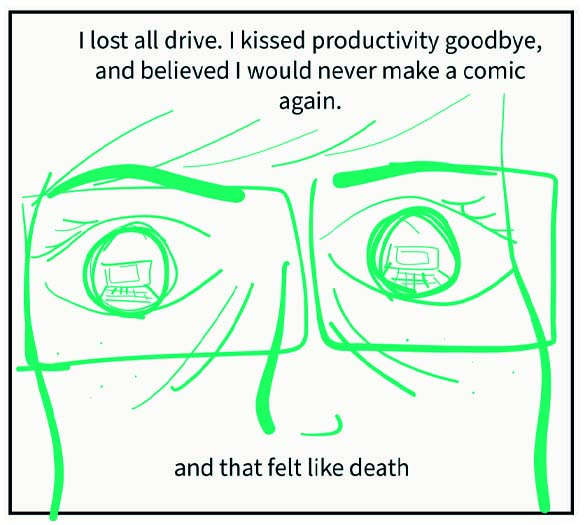 I lost all drive. I kissed productivity goodbye,
and believed I would never make a comic
again.
and that felt like death